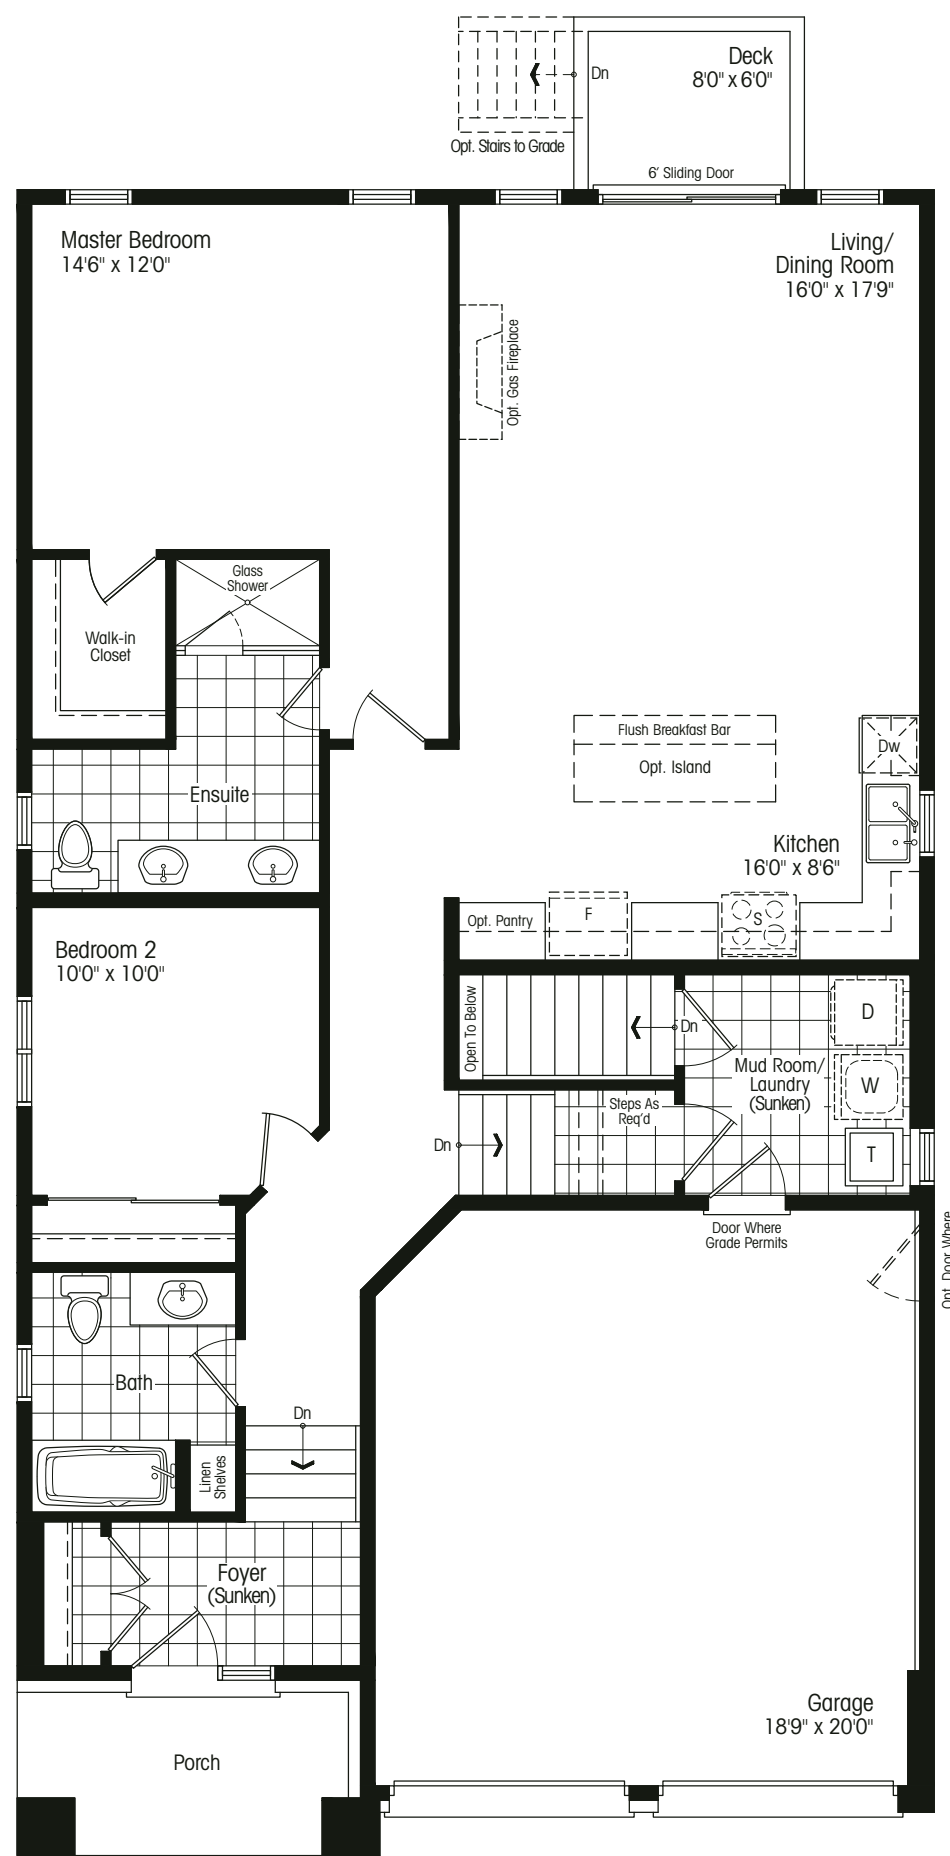 Deck
8'0" x 6'0"
Dn
Opt. Stairs to Grade
6' Sliding Door
Master Bedroom
14'6" x 12'0"
Living/
Dining Room
16'0" x 17'9"
Opt. Gas Fireplace
Glass
Shower
Walk-in
Closet
Flush Breakfast Bar
Opt. Island
Dw
Ensuite
Kitchen
16'0" x 8'6"
Opt. Pantry
F
S
Bedroom 2
10'0" x 10'0"
Open To Below
Dn
D
Mud Room/
Laundry
(Sunken)
W
Steps As
Req'd
Dn
T
Door Where
Grade Permits
Opt. Door Where
Bath
Dn
Linen
Shelves
Foyer
(Sunken)
Garage
18'9" x 20'0"
Porch